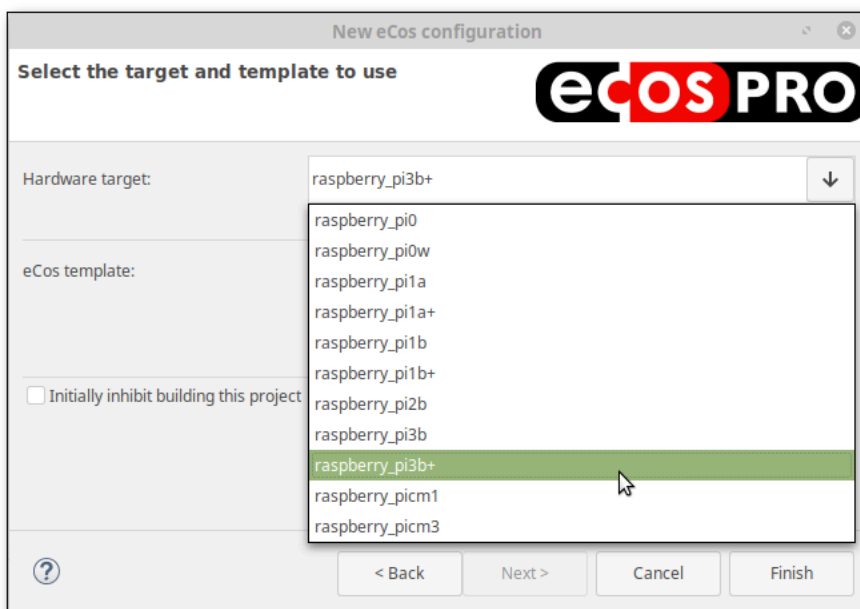 New eCos configuration
Select the target and template to use
ecos PRO
Hardware target:
raspberry_pi3b+
raspberry_pi0
raspberry_pi0w
raspberry_pi1a
raspberry_pi1a+
raspberry_pi1b
raspberry_pi1b+
raspberry_pi2b
raspberry_pi3b
raspberry_pi3b+
raspberry_picm1
raspberry_picm3
eCos template:
Initially inhibit building this project
?
< Back
Next >
Cancel
Finish